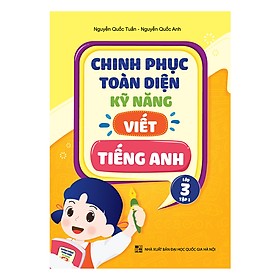 Nguyễn Quốc Tuấn - Nguyễn Quốc Anh
CHINH PHỤC
TOÀN DIỆN
KỸ NĂNG
VIẾT
TIẾNG ANH
LỚP
3
TẬP 1
NHÀ XUẤT BẢN ĐẠI HỌC QUỐC GIA HÀ NỘI